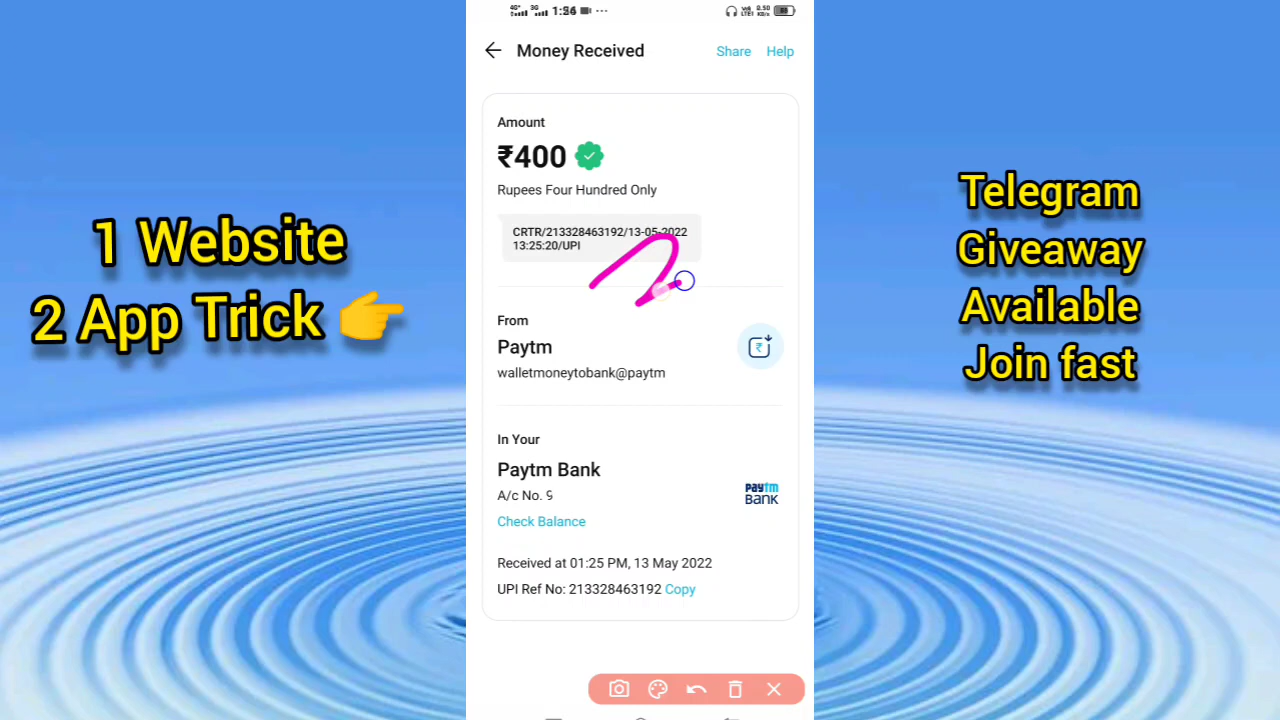 1:26
Money Received
Share Help
Amount
₹400
Rupees Four Hundred Only
CRTR/213328463192/13-05-2022
13:25:20/UPI
From
Paytm
walletmoneytobank@paytm
In Your
Paytm Bank
A/c No. 9
paytm
BANK
Check Balance
Received at 01:25 PM, 13 May 2022
UPI Ref No: 213328463192 Copy
1 Website
2 App Trick
Telegram
Giveaway
Available
Join fast